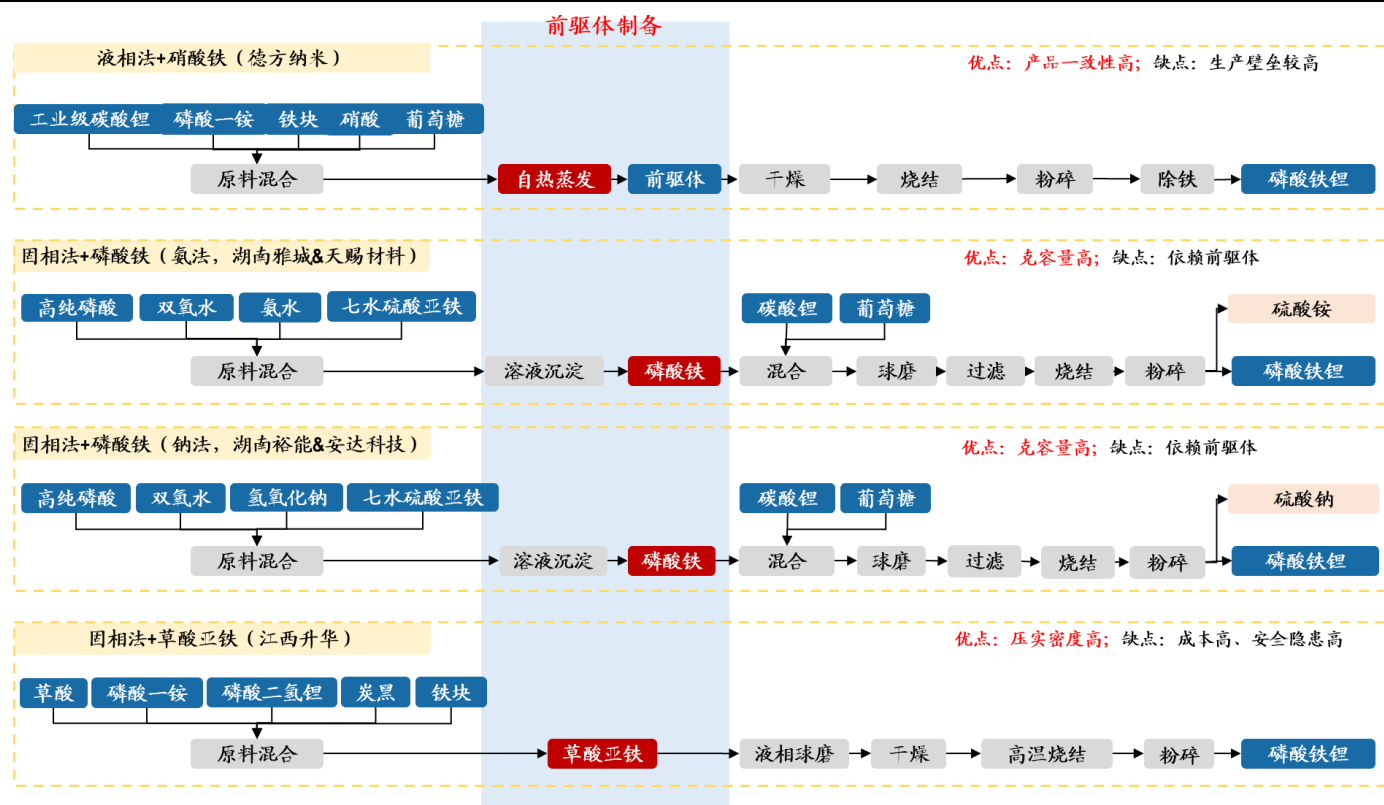 前驱体制备
液相法+硝酸铁（德方纳米）
优点：产品一致性高；缺点：生产壁垒较高
工业级碳酸锂 磷酸一铵 铁块 硝酸 葡萄糖
原料混合 自热蒸发 前驱体 干燥 烧结 粉碎 除铁 磷酸铁锂
固相法+磷酸铁（氨法，湖南雅城&天赐材料）
优点：克容量高；缺点：依赖前驱体
高纯磷酸 双氧水 氨水 七水硫酸亚铁 碳酸锂 葡萄糖 硫酸铵
原料混合 溶液沉淀 磷酸铁 混合 球磨 过滤 烧结 粉碎 磷酸铁锂
固相法+磷酸铁（钠法，湖南裕能&安达科技）
优点：克容量高；缺点：依赖前驱体
高纯磷酸 双氧水 氢氧化钠 七水硫酸亚铁 碳酸锂 葡萄糖 硫酸钠
原料混合 溶液沉淀 磷酸铁 混合 球磨 过滤 烧结 粉碎 磷酸铁锂
固相法+草酸亚铁（江西升华）
优点：压实密度高；缺点：成本高、安全隐患高
草酸 磷酸一铵 磷酸二氢锂 炭黑 铁块
原料混合 草酸亚铁 液相球磨 干燥 高温烧结 粉碎 磷酸铁锂